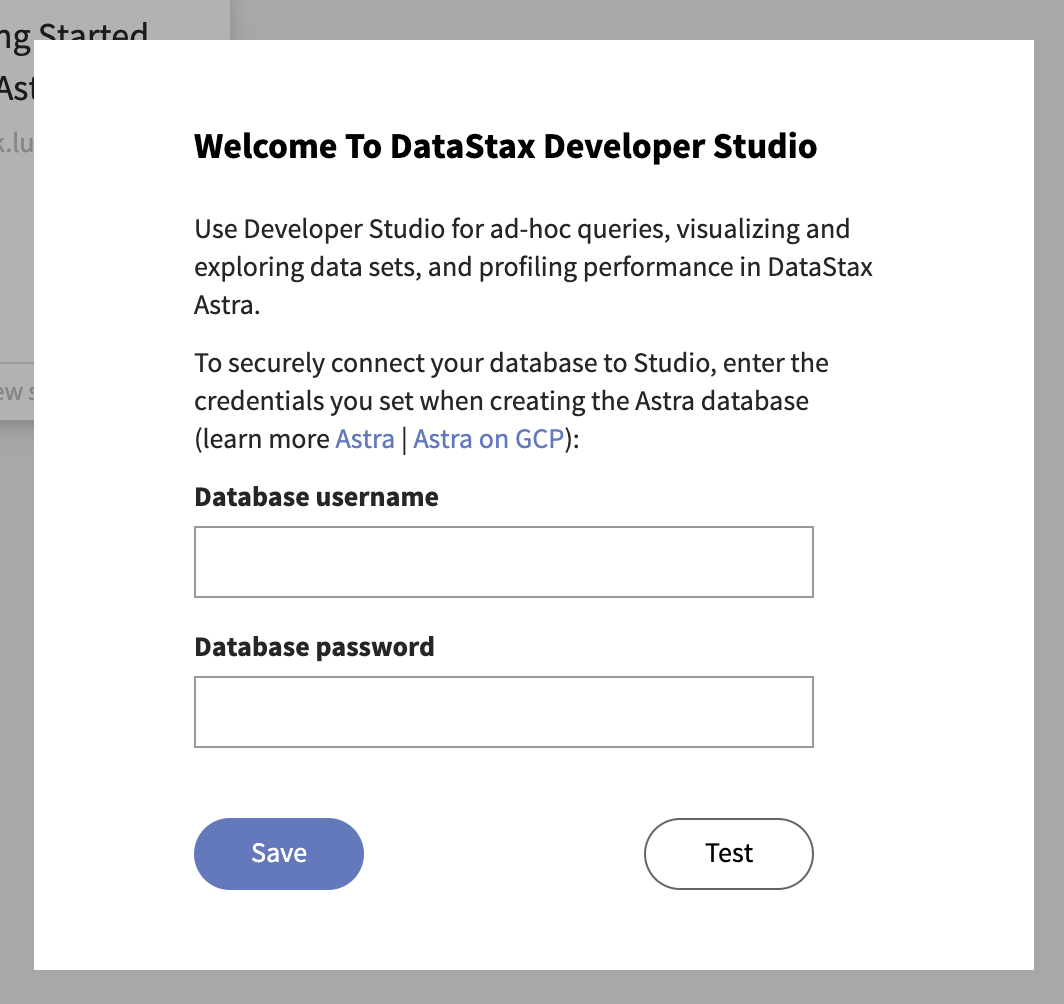 ng Started
Ast
k.lu
Welcome To DataStax Developer Studio
Use Developer Studio for ad-hoc queries, visualizing and
exploring data sets, and profiling performance in DataStax
Astra.
To securely connect your database to Studio, enter the
credentials you set when creating the Astra database
(learn more Astra | Astra on GCP):
ew s
Database username
Database password
Save
Test